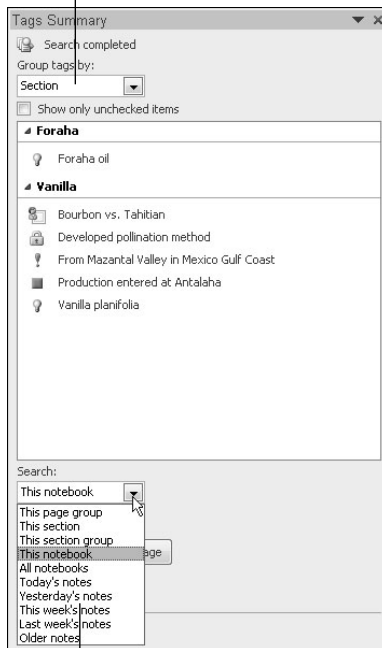 Tags Summary
Search completed
Group tags by:
Section
Show only unchecked items
Foraha
Foraha oil
Vanilla
Bourbon vs. Tahitian
Developed pollination method
From Mazantal Valley in Mexico Gulf Coast
Production entered at Antalaha
Vanilla planifolia
Search:
This notebook
This page group
This section
This section group
This notebook
age
All notebooks
Today's notes
Yesterday's notes
This week's notes
Last week's notes
Older notes